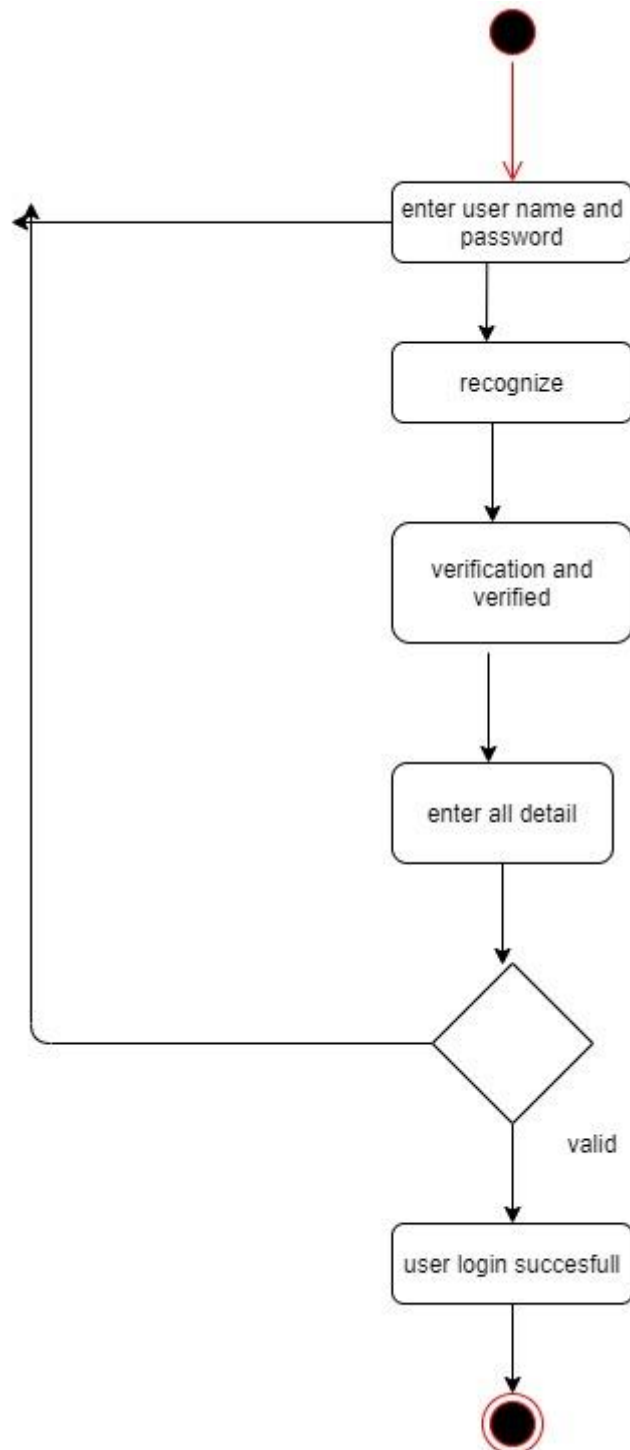 enter user name and
password
recognize
verification and
verified
enter all detail
valid
user login succesfull